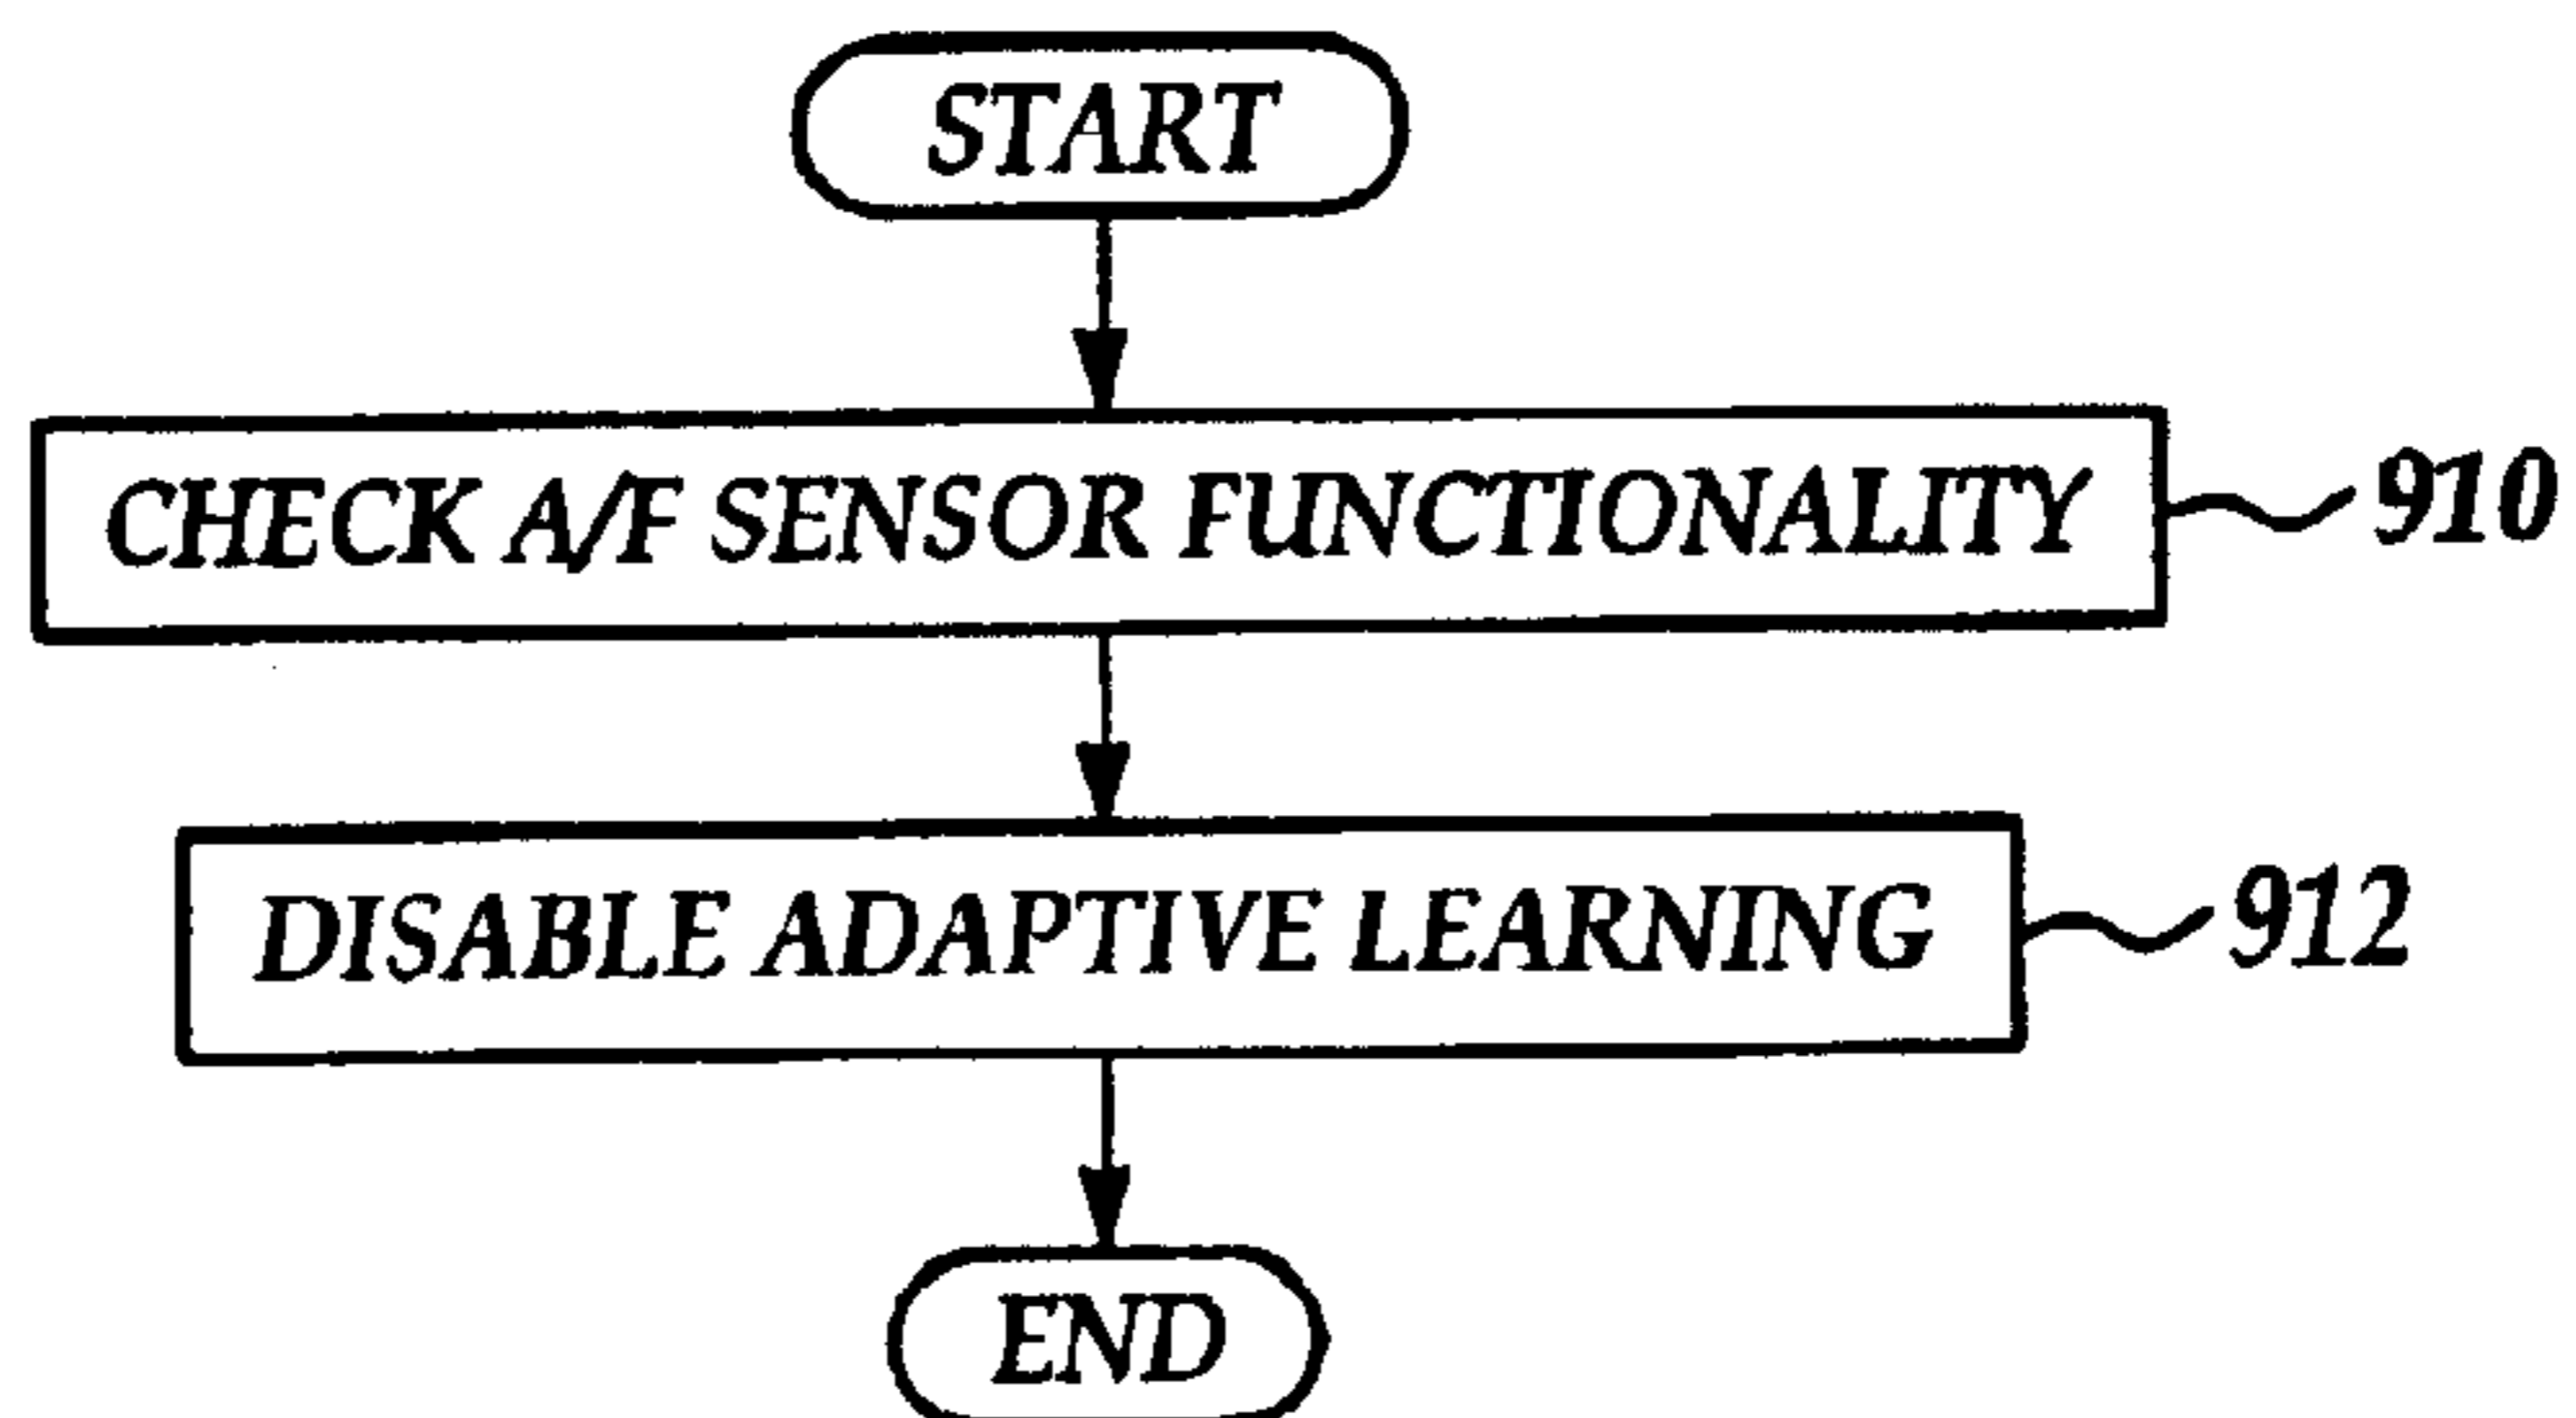 START
CHECK A/F SENSOR FUNCTIONALITY
910
DISABLE ADAPTIVE LEARNING
912
END